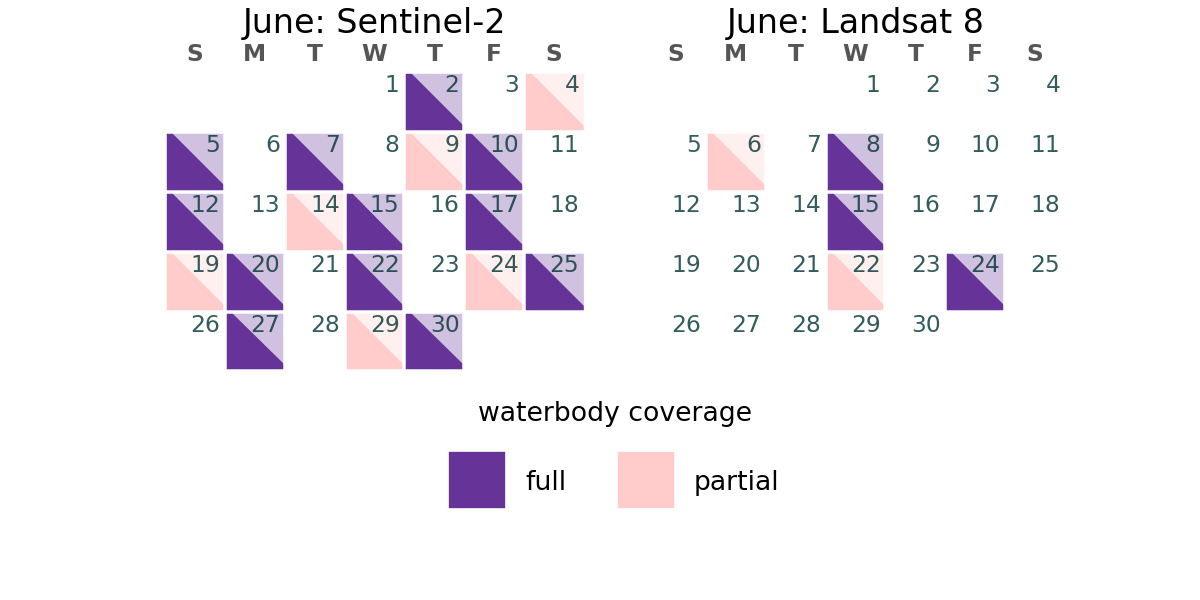 June: Sentinel-2
S M T W T F S
1 2 3 4
5 6 7 8 9 10 11
12 13 14 15 16 17 18
19 20 21 22 23 24 25
26 27 28 29 30
June: Landsat 8
S M T W T F S
1 2 3 4
5 6 7 8 9 10 11
12 13 14 15 16 17 18
19 20 21 22 23 24 25
26 27 28 29 30
waterbody coverage
full partial